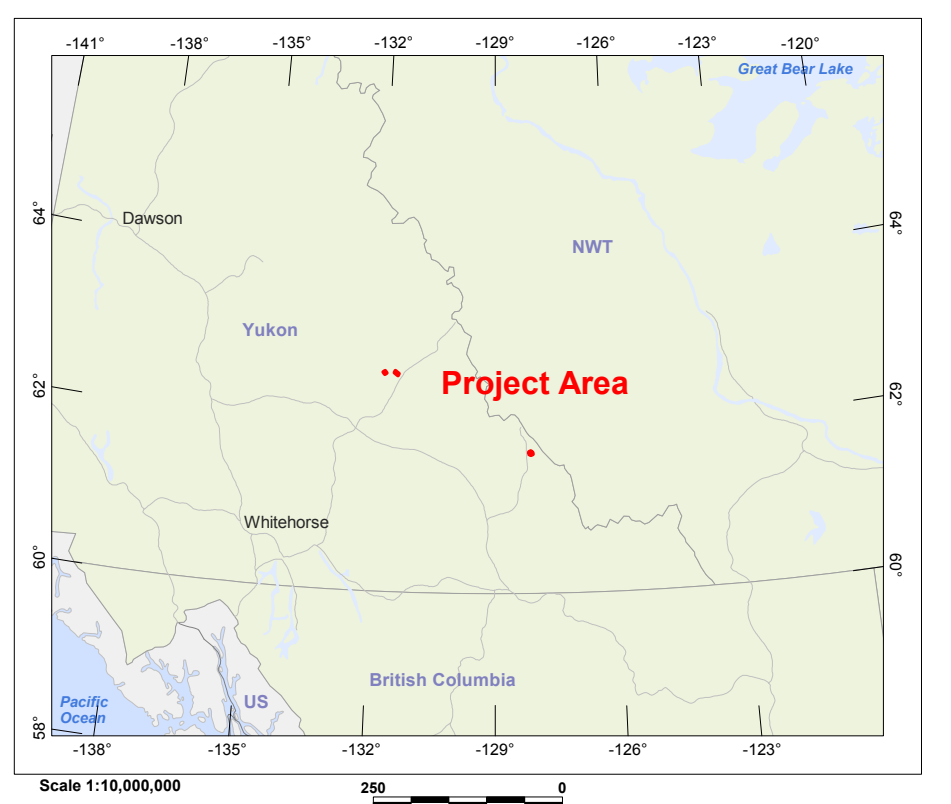 -141° -138° -135° -132° -129° -126° -123° -120°
Great Bear Lake
64°
Dawson
64°
NWT
Yukon
62°
Project Area
62°
Whitehorse
60°
60°
British Columbia
Pacific
Ocean
US
58°
-138° -135° -132° -129° -126° -123°
Scale 1:10,000,000
250 0